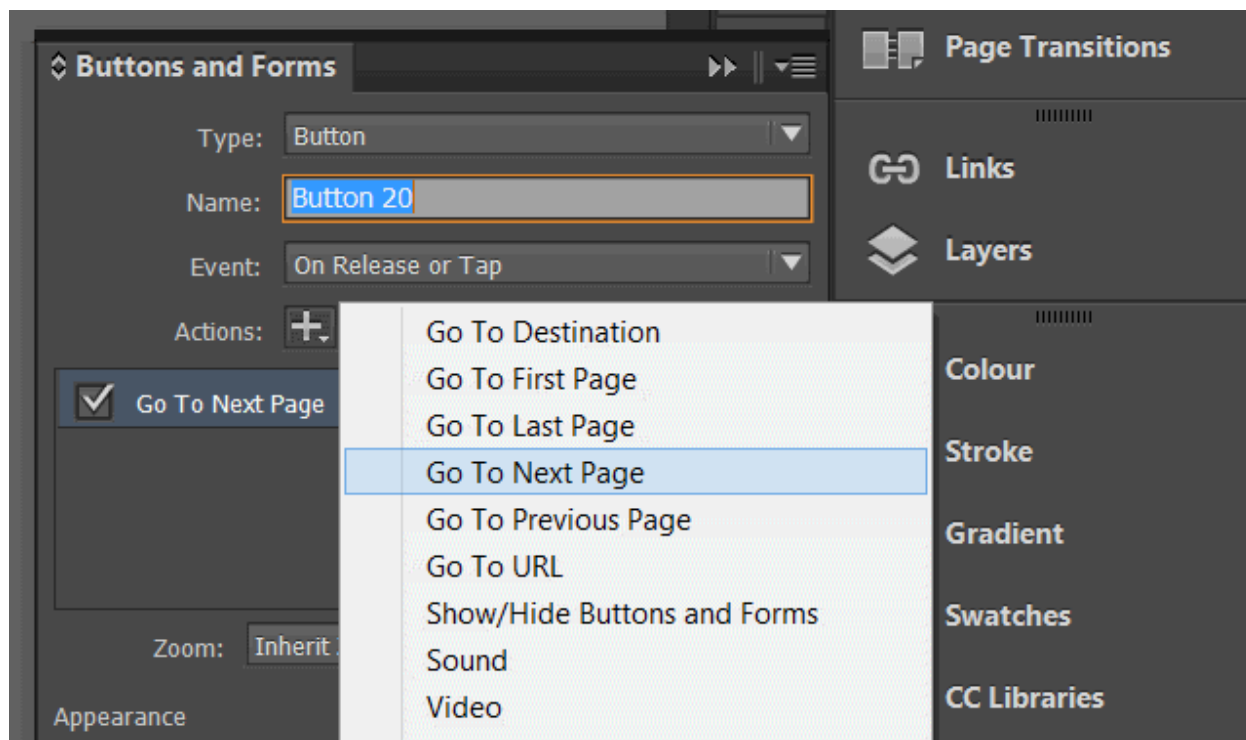 Buttons and Forms
Type: Button
Name: Button 20
Event: On Release or Tap
Actions:
Go To Next Page
Zoom: Inherit
Appearance
Go To Destination
Go To First Page
Go To Last Page
Go To Next Page
Go To Previous Page
Go To URL
Show/Hide Buttons and Forms
Sound
Video
Page Transitions
Links
Layers
Colour
Stroke
Gradient
Swatches
CC Libraries